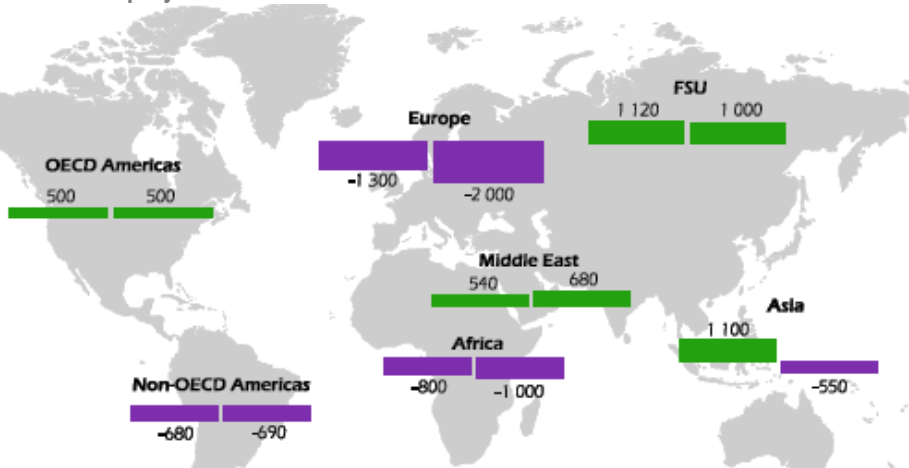 FSU
1 120 1 000
Europe
-1 300
-2 000
OECD Americas
500 500
Middle East
540 680
Asia
1 100
-550
Africa
-800
-1 000
Non-OECD Americas
-680 -690